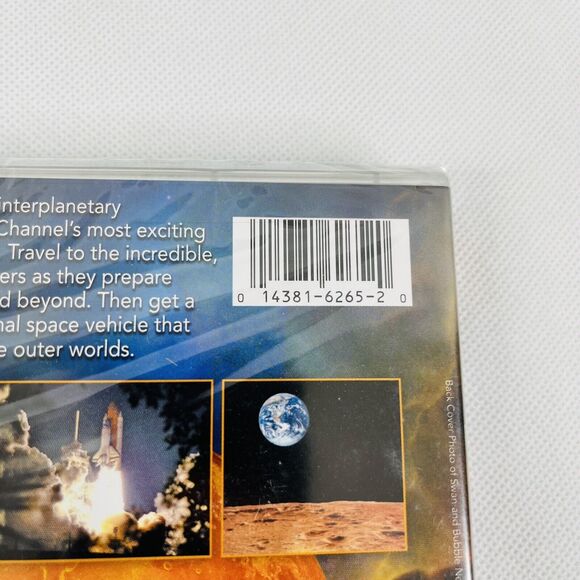 interplanetary
Channel's most exciting
Travel to the incredible,
ers as they prepare
d beyond. Then get a
nal space vehicle that
e outer worlds.
0 14381-6265-2 0
Back Cover Photo of Swan and Bubble N